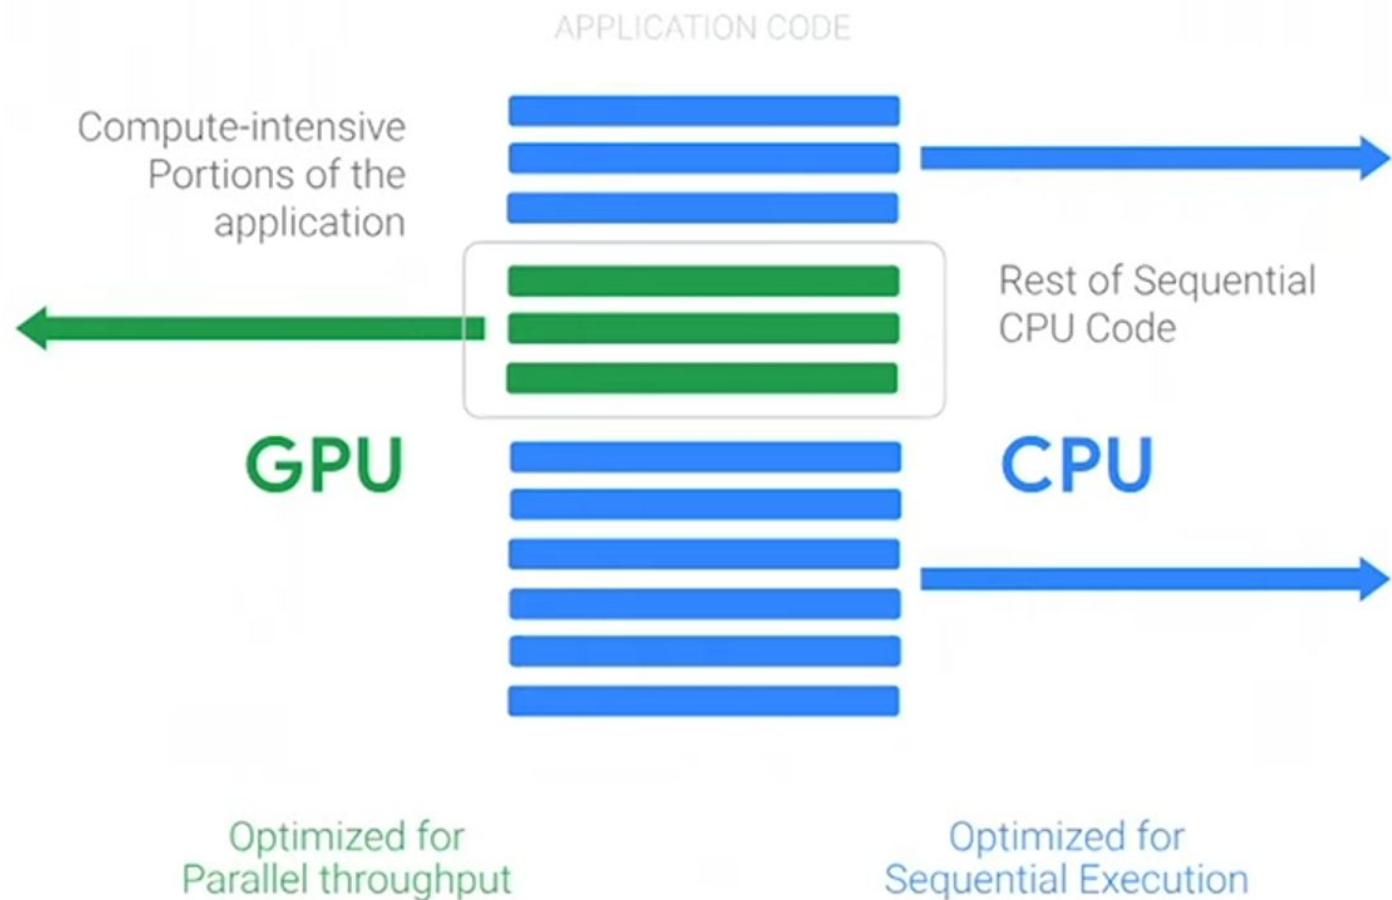 APPLICATION CODE
Compute-intensive
Portions of the
application
Rest of Sequential
CPU Code
GPU
CPU
Optimized for
Parallel throughput
Optimized for
Sequential Execution